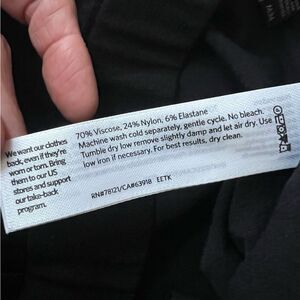 We want our clothes
back, even if they're
worn or torn. Bring
them to our US
stores and support
our take-back
program.
70% Viscose, 24% Nylon, 6% Elastane
Machine wash cold separately, gentle cycle. No bleach.
Tumble dry low remove slightly damp and let air dry. Use
low iron if necessary. For best results, dry clean.
RN#78121/CA#63918 EETK